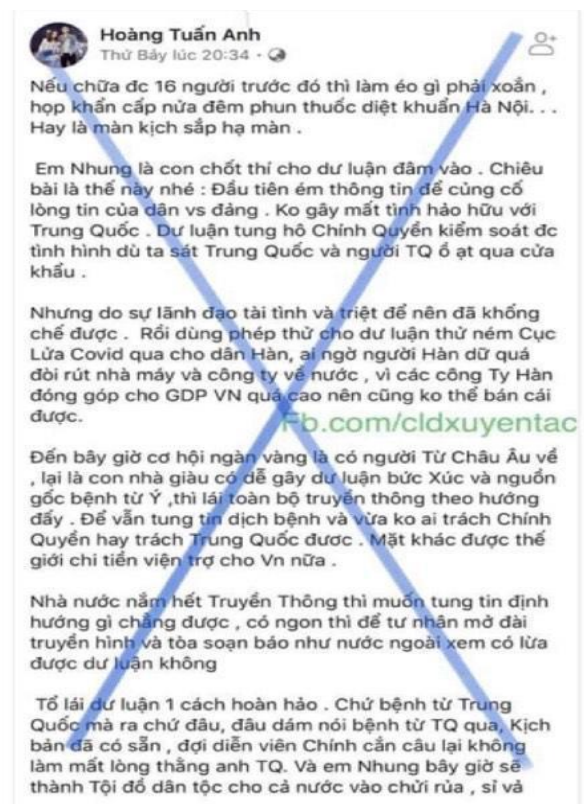 Hoàng Tuấn Anh
Thứ Bảy lúc 20:34 ·
Nếu chữa đc 16 người trước đó thì làm éo gì phải xoắn ,
họp khẩn cấp nửa đêm phun thuốc diệt khuẩn Hà Nội. . .
Hay là màn kịch sắp hạ màn .
Em Nhung là con chốt thí cho dư luận đâm vào . Chiêu
bài là thế này nhé : Đầu tiên ém thông tin để củng cố
lòng tin của dân vs đảng . Ko gây mất tình hảo hữu với
Trung Quốc . Dư luận tung hô Chính Quyền kiểm soát đc
tình hình dù ta sát Trung Quốc và người TQ ồ ạt qua cửa
khẩu .
Nhưng do sự lãnh đạo tài tình và triệt để nên đã khống
chế được . Rồi dùng phép thử cho dư luận thử ném Cục
Lửa Covid qua cho dân Hàn, ai ngờ người Hàn dữ quá
đòi rút nhà máy và công ty về nước , vì các công Ty Hàn
đóng góp cho GDP VN quá cao nên cũng ko thể bán cái
được.
Fb.com/cldxuyentac
Đến bây giờ cơ hội ngàn vàng là có người Từ Châu Âu về
, lại là con nhà giàu có dễ gây dư luận bức Xúc và nguồn
gốc bệnh từ Ý ,thì lái toàn bộ truyền thông theo hướng
đấy . Để vẫn tung tin dịch bệnh và vừa ko ai trách Chính
Quyền hay trách Trung Quốc được . Mặt khác được thế
giới chi tiền viện trợ cho Vn nữa .
Nhà nước nắm hết Truyền Thông thì muốn tung tin định
hướng gì chẳng được , có ngon thì để tư nhân mở đài
truyền hình và tòa soạn báo như nước ngoài xem có lừa
được dư luận không
Tổ lái dư luận 1 cách hoàn hảo . Chứ bệnh từ Trung
Quốc mà ra chứ đâu, đâu dám nói bệnh từ TQ qua, Kịch
bản đã có sẵn , đợi diễn viên Chính cắn câu lại không
làm mất lòng thằng anh TQ. Và em Nhung bây giờ sẽ
thành Tội đồ dân tộc cho cả nước vào chửi rủa , sỉ vả